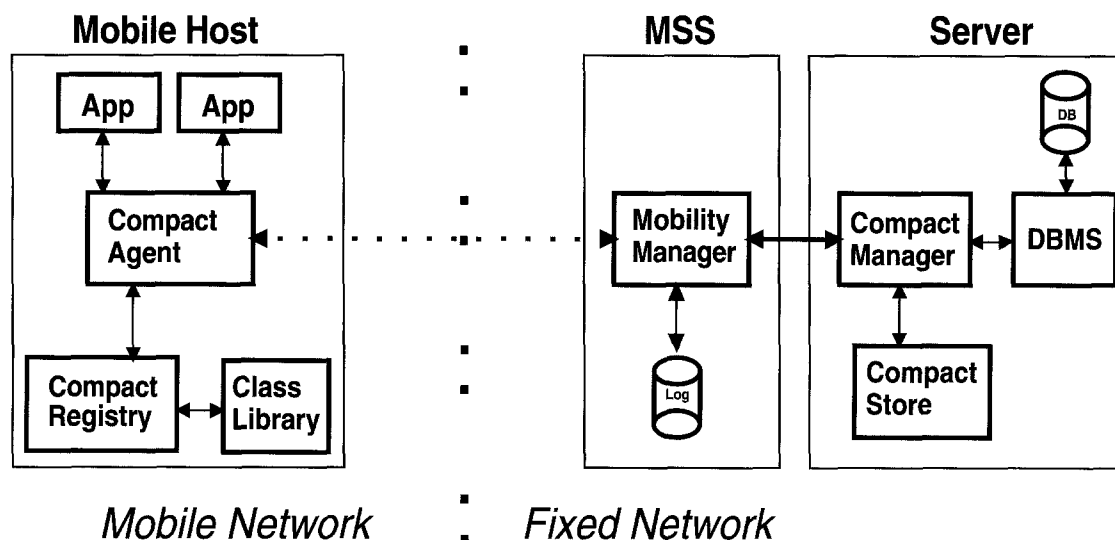 Mobile Host
MSS
Server
App
App
DB
Compact
Agent
Mobility
Manager
Compact
Manager
DBMS
Compact
Registry
Class
Library
Log
Compact
Store
Mobile Network
Fixed Network